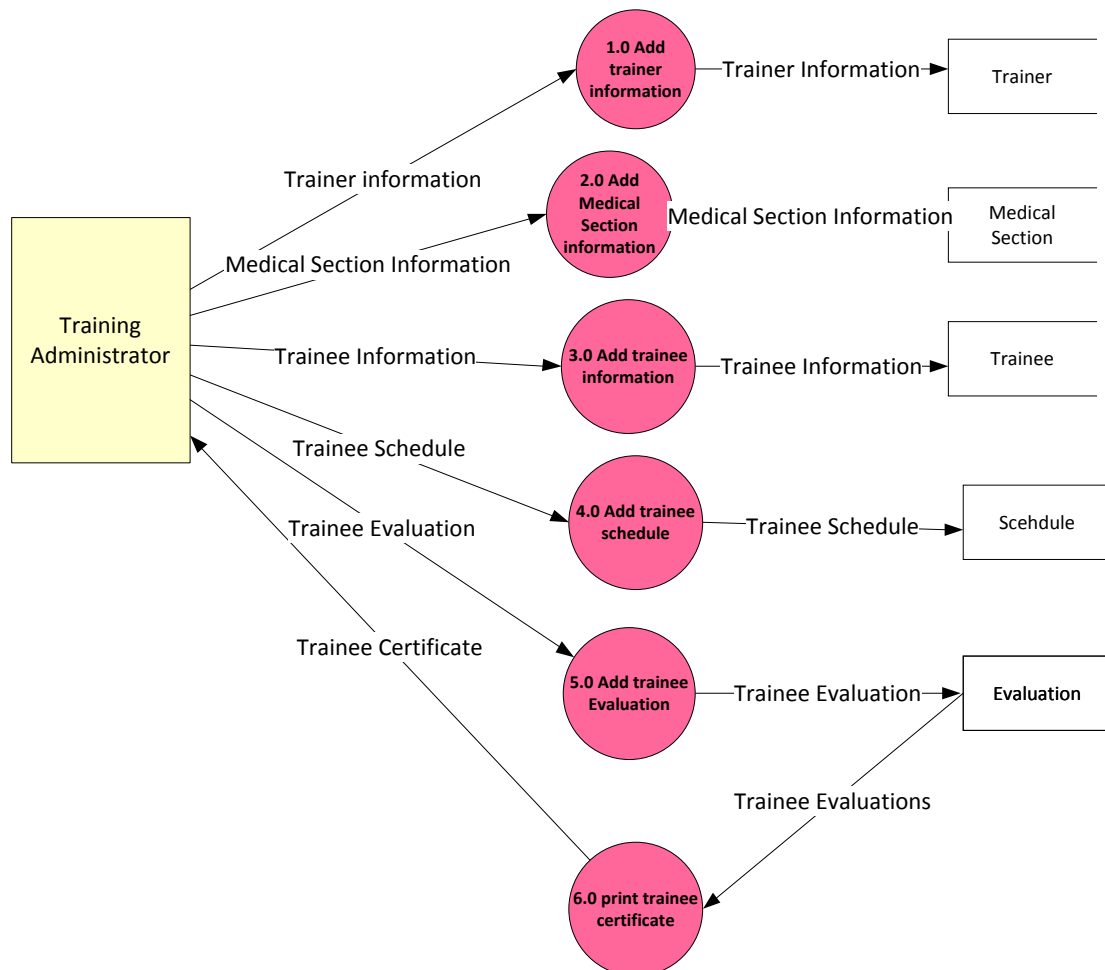 1.0 Add
trainer
information
Trainer Information
Trainer
Trainer information
2.0 Add
Medical
Section
information
Medical Section Information
Medical
Section
Medical Section Information
Training
Administrator
Trainee Information
3.0 Add trainee
information
Trainee Information
Trainee
Trainee Schedule
4.0 Add trainee
schedule
Trainee Schedule
Scehdule
Trainee Evaluation
5.0 Add trainee
Evaluation
Trainee Evaluation
Evaluation
Trainee Certificate
Trainee Evaluations
6.0 print trainee
certificate